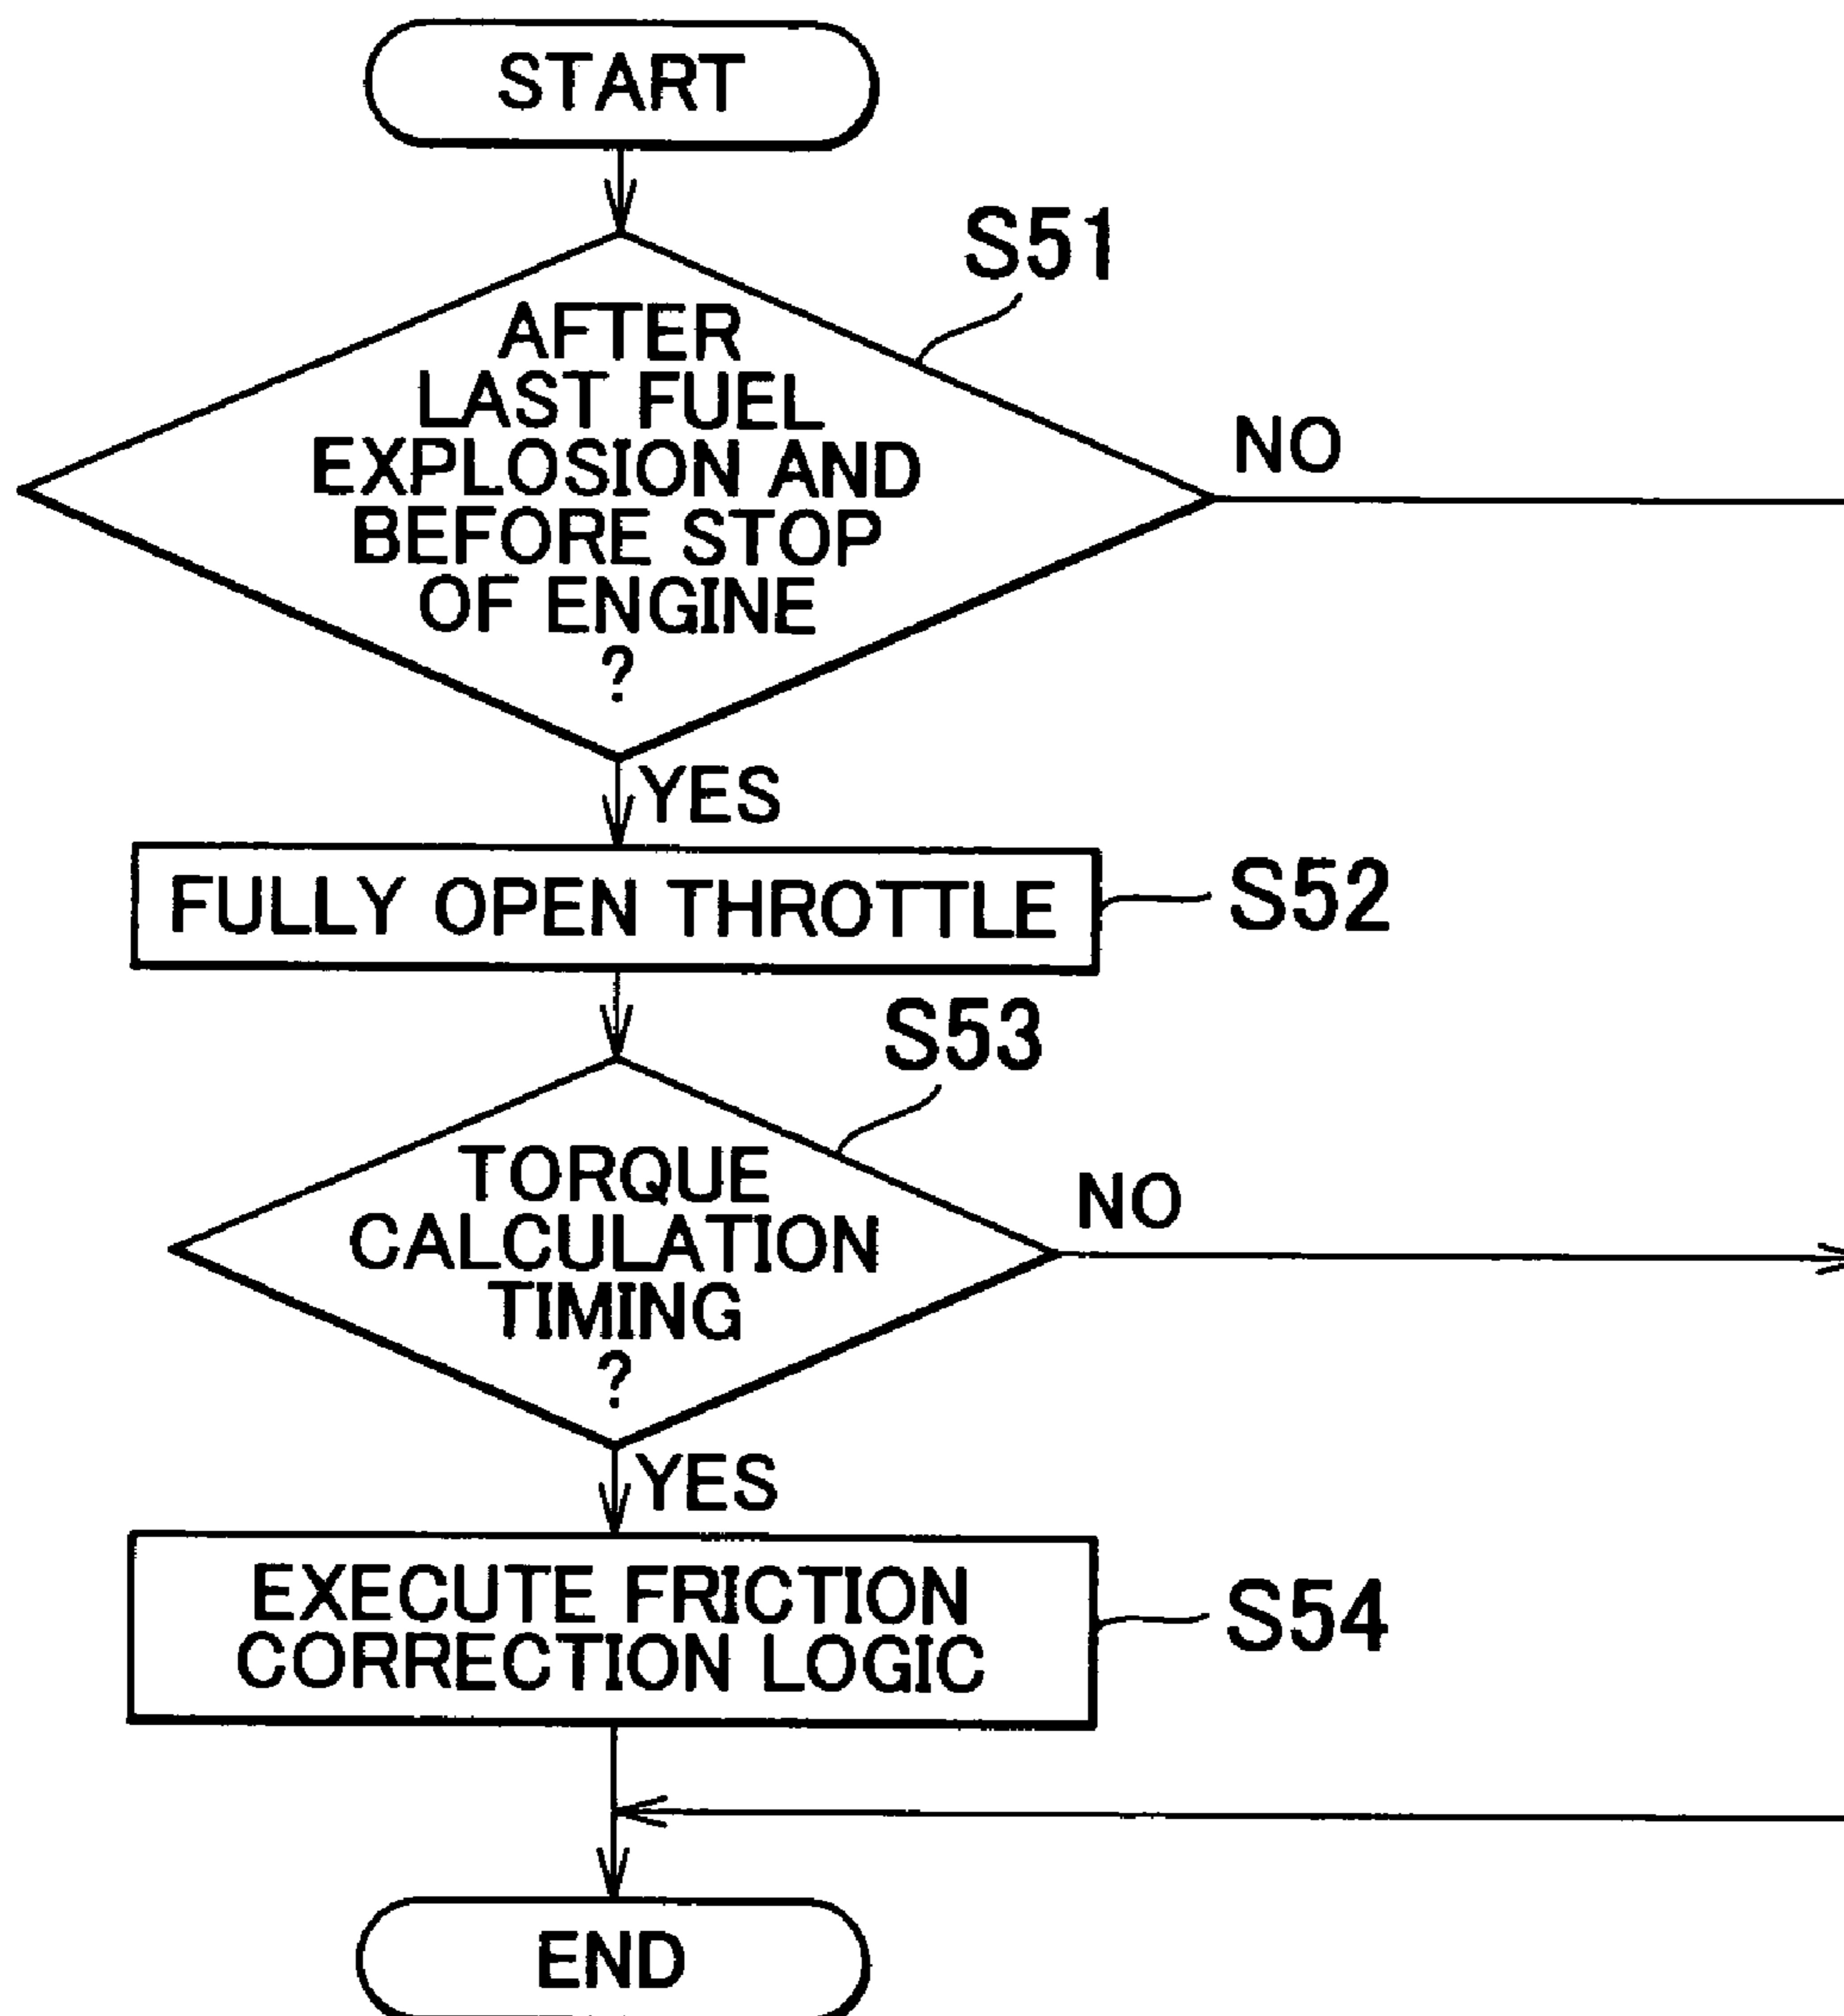 START
S51
AFTER
LAST FUEL
EXPLOSION AND
BEFORE STOP
OF ENGINE
?
NO
YES
FULLY OPEN THROTTLE
S52
S53
TORQUE
CALCULATION
TIMING
?
NO
YES
EXECUTE FRICTION
CORRECTION LOGIC
S54
END